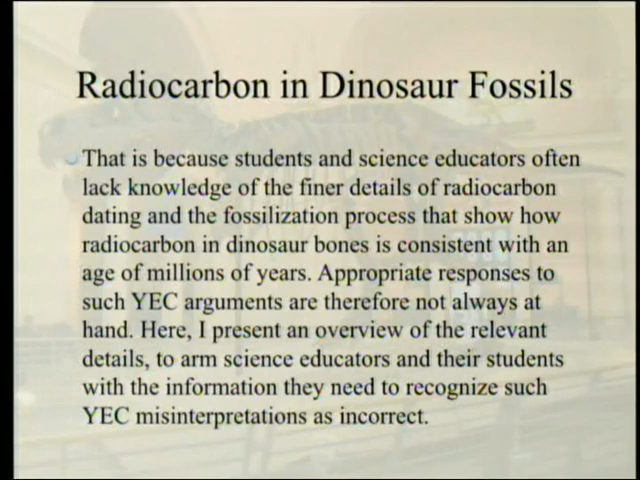 Radiocarbon in Dinosaur Fossils
That is because students and science educators often
lack knowledge of the finer details of radiocarbon
dating and the fossilization process that show how
radiocarbon in dinosaur bones is consistent with an
age of millions of years. Appropriate responses to
such YEC arguments are therefore not always at
hand. Here, I present an overview of the relevant
details, to arm science educators and their students
with the information they need to recognize such
YEC misinterpretations as incorrect.